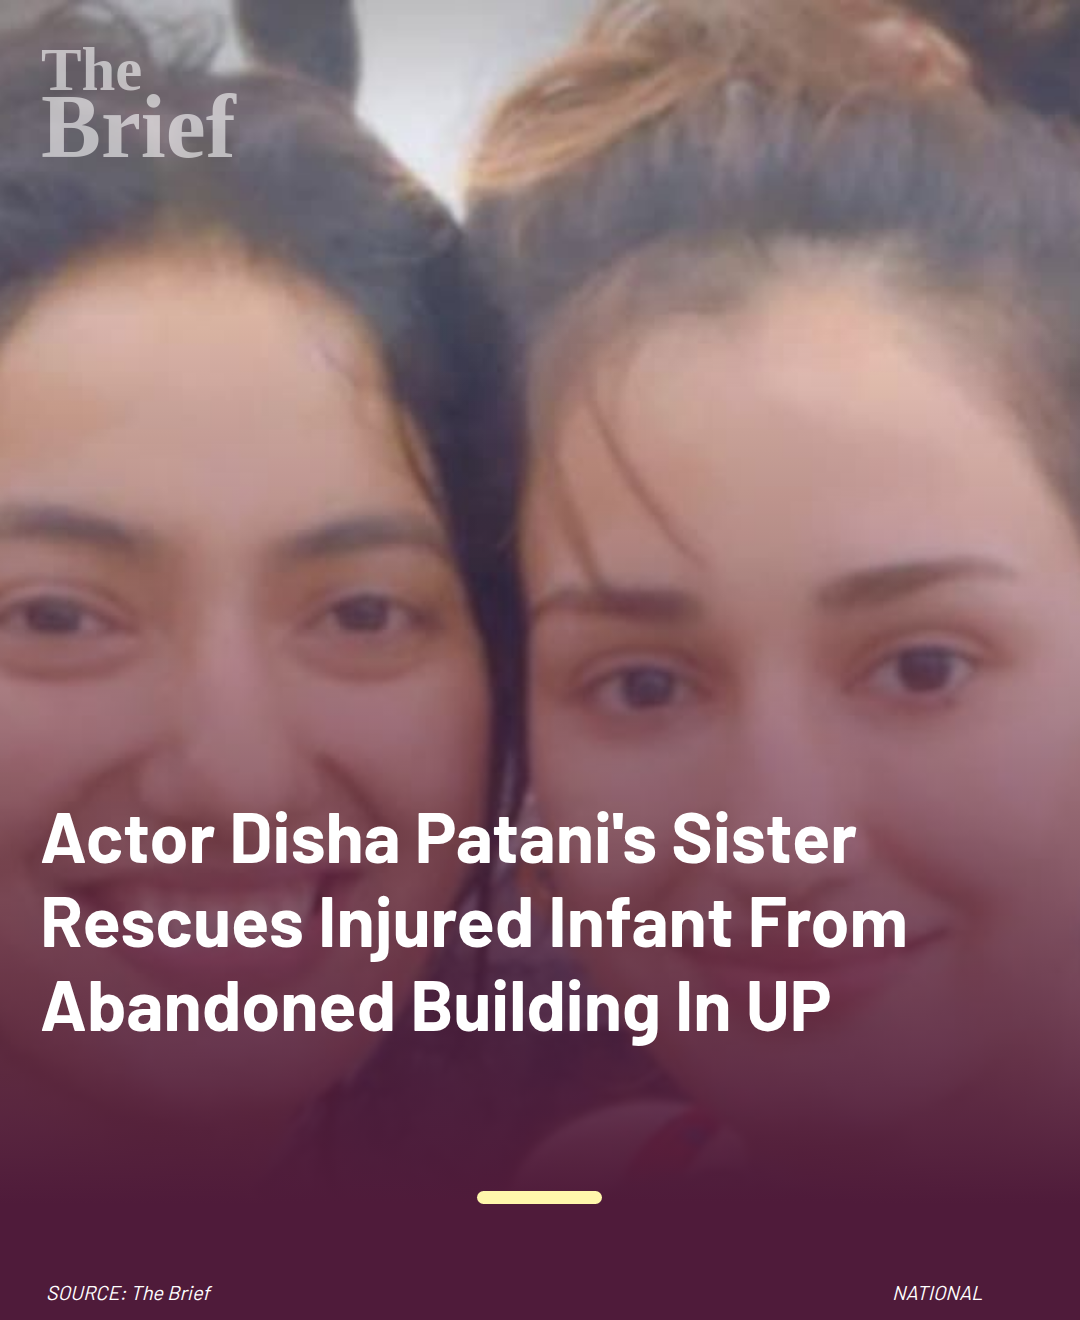 The
Brief
Actor Disha Patani's Sister
Rescues Injured Infant From
Abandoned Building In UP
SOURCE: The Brief
NATIONAL